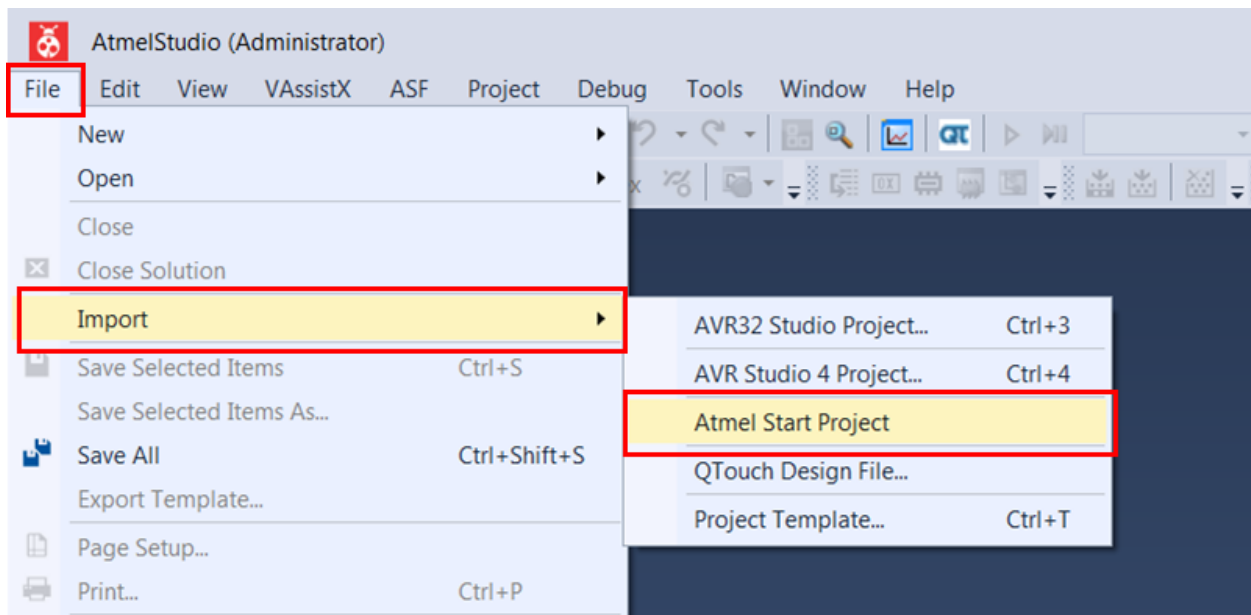 AtmelStudio (Administrator)
File Edit View VAssistX ASF Project Debug Tools Window Help
New
Open
Close
Close Solution
Import
Save Selected Items Ctrl+S
Save Selected Items As...
Save All Ctrl+Shift+S
Export Template...
Page Setup...
Print... Ctrl+P
AVR32 Studio Project... Ctrl+3
AVR Studio 4 Project... Ctrl+4
Atmel Start Project
QTouch Design File...
Project Template... Ctrl+T